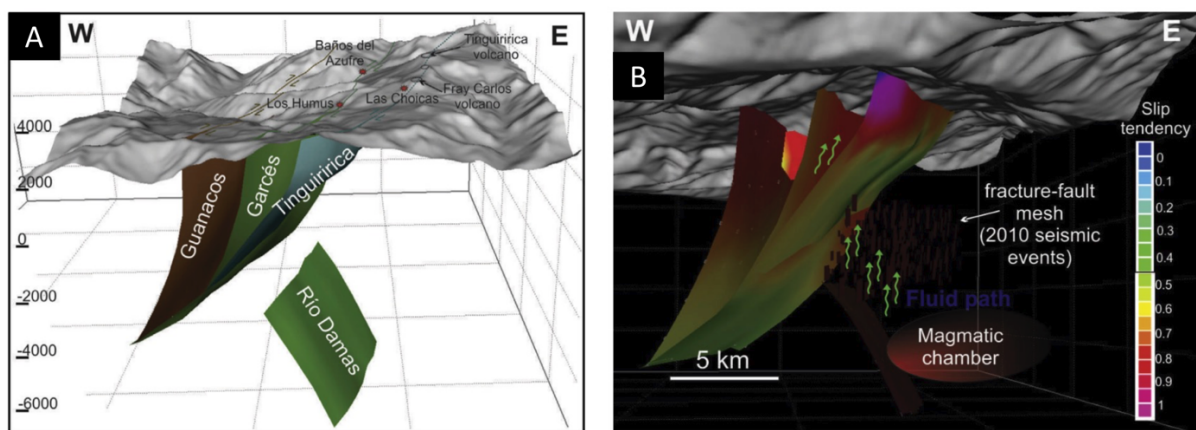 A
W
E
Baños del
Azufre
Tinguiririca
volcano
Los Humus
Las Choicas
Fray Carlos
volcano
4000
2000
0
-2000
-4000
-6000
Guanacos
Garcés
Tinguiririca
Río Damas
B
W
E
Slip
tendency
0
0.1
0.2
0.3
0.4
0.5
0.6
0.7
0.8
0.9
1
fracture-fault
mesh
(2010 seismic
events)
Fluid path
Magmatic
chamber
5 km